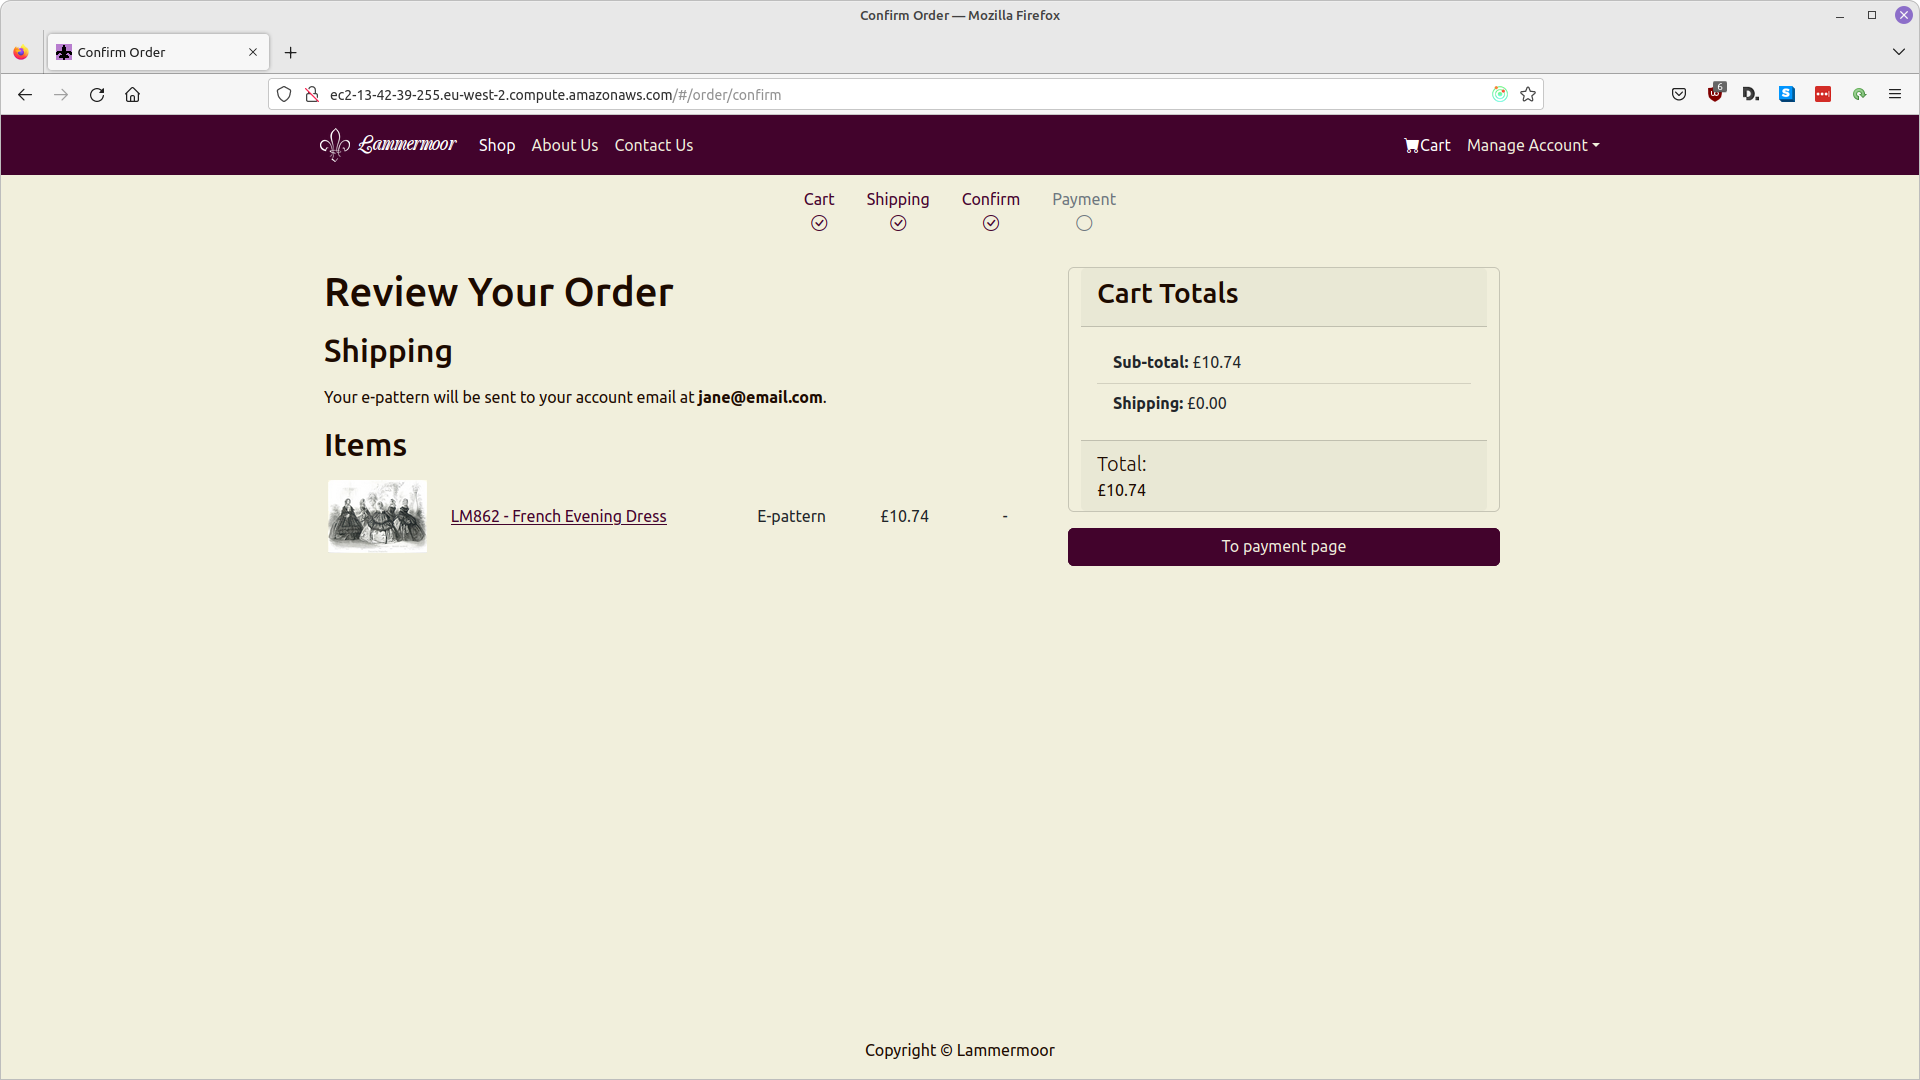 Confirm Order — Mozilla Firefox
Confirm Order
ec2-13-42-39-255.eu-west-2.compute.amazonaws.com/#/order/confirm
6
Lammermoor Shop About Us Contact Us Cart Manage Account
Cart Shipping Confirm Payment
Review Your Order
Shipping
Your e-pattern will be sent to your account email at jane@email.com.
Items
LM862 - French Evening Dress E-pattern £10.74 -
Cart Totals
Sub-total: £10.74
Shipping: £0.00
Total:
£10.74
To payment page
Copyright © Lammermoor